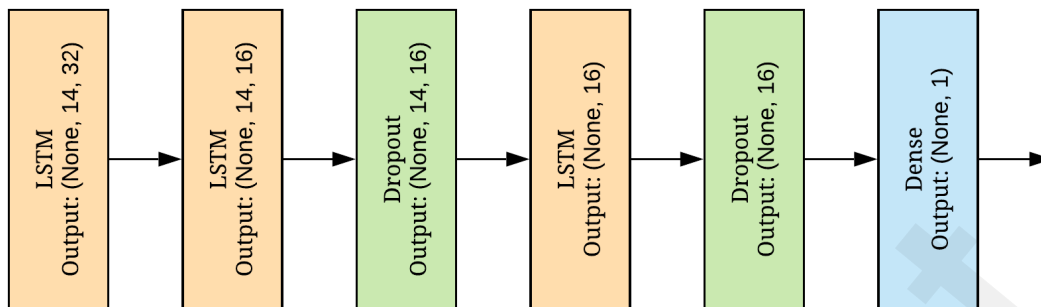 LSTM
Output: (None, 14, 32)
LSTM
Output: (None, 14, 16)
Dropout
Output: (None, 14, 16)
LSTM
Output: (None, 16)
Dropout
Output: (None, 16)
Dense
Output: (None, 1)